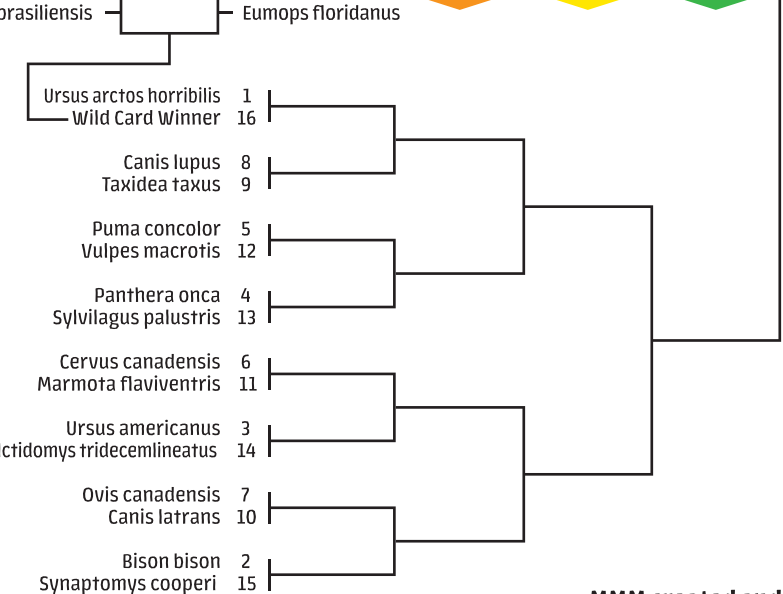 Eumops floridanus
Ursus arctos horribilis 1
Wild Card Winner 16
Canis lupus 8
Taxidea taxus 9
Puma concolor 5
Vulpes macrotis 12
Panthera onca 4
Sylvilagus palustris 13
Cervus canadensis 6
Marmota flaviventris 11
Ursus americanus 3
tridecemlineatus 14
Ovis canadensis 7
Canis latrans 10
Bison bison 2
Synaptomys cooperi 15